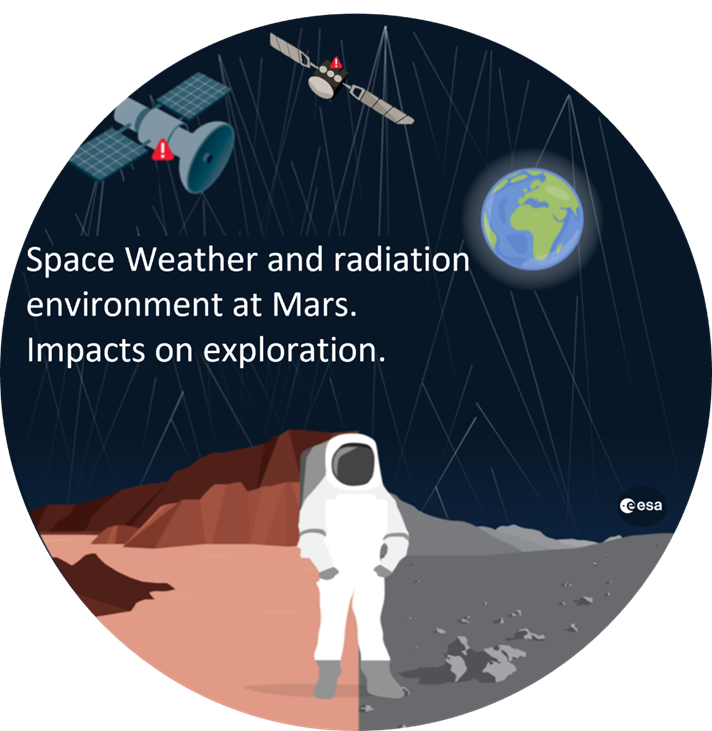 Space Weather and radiation
environment at Mars.
Impacts on exploration.
esa